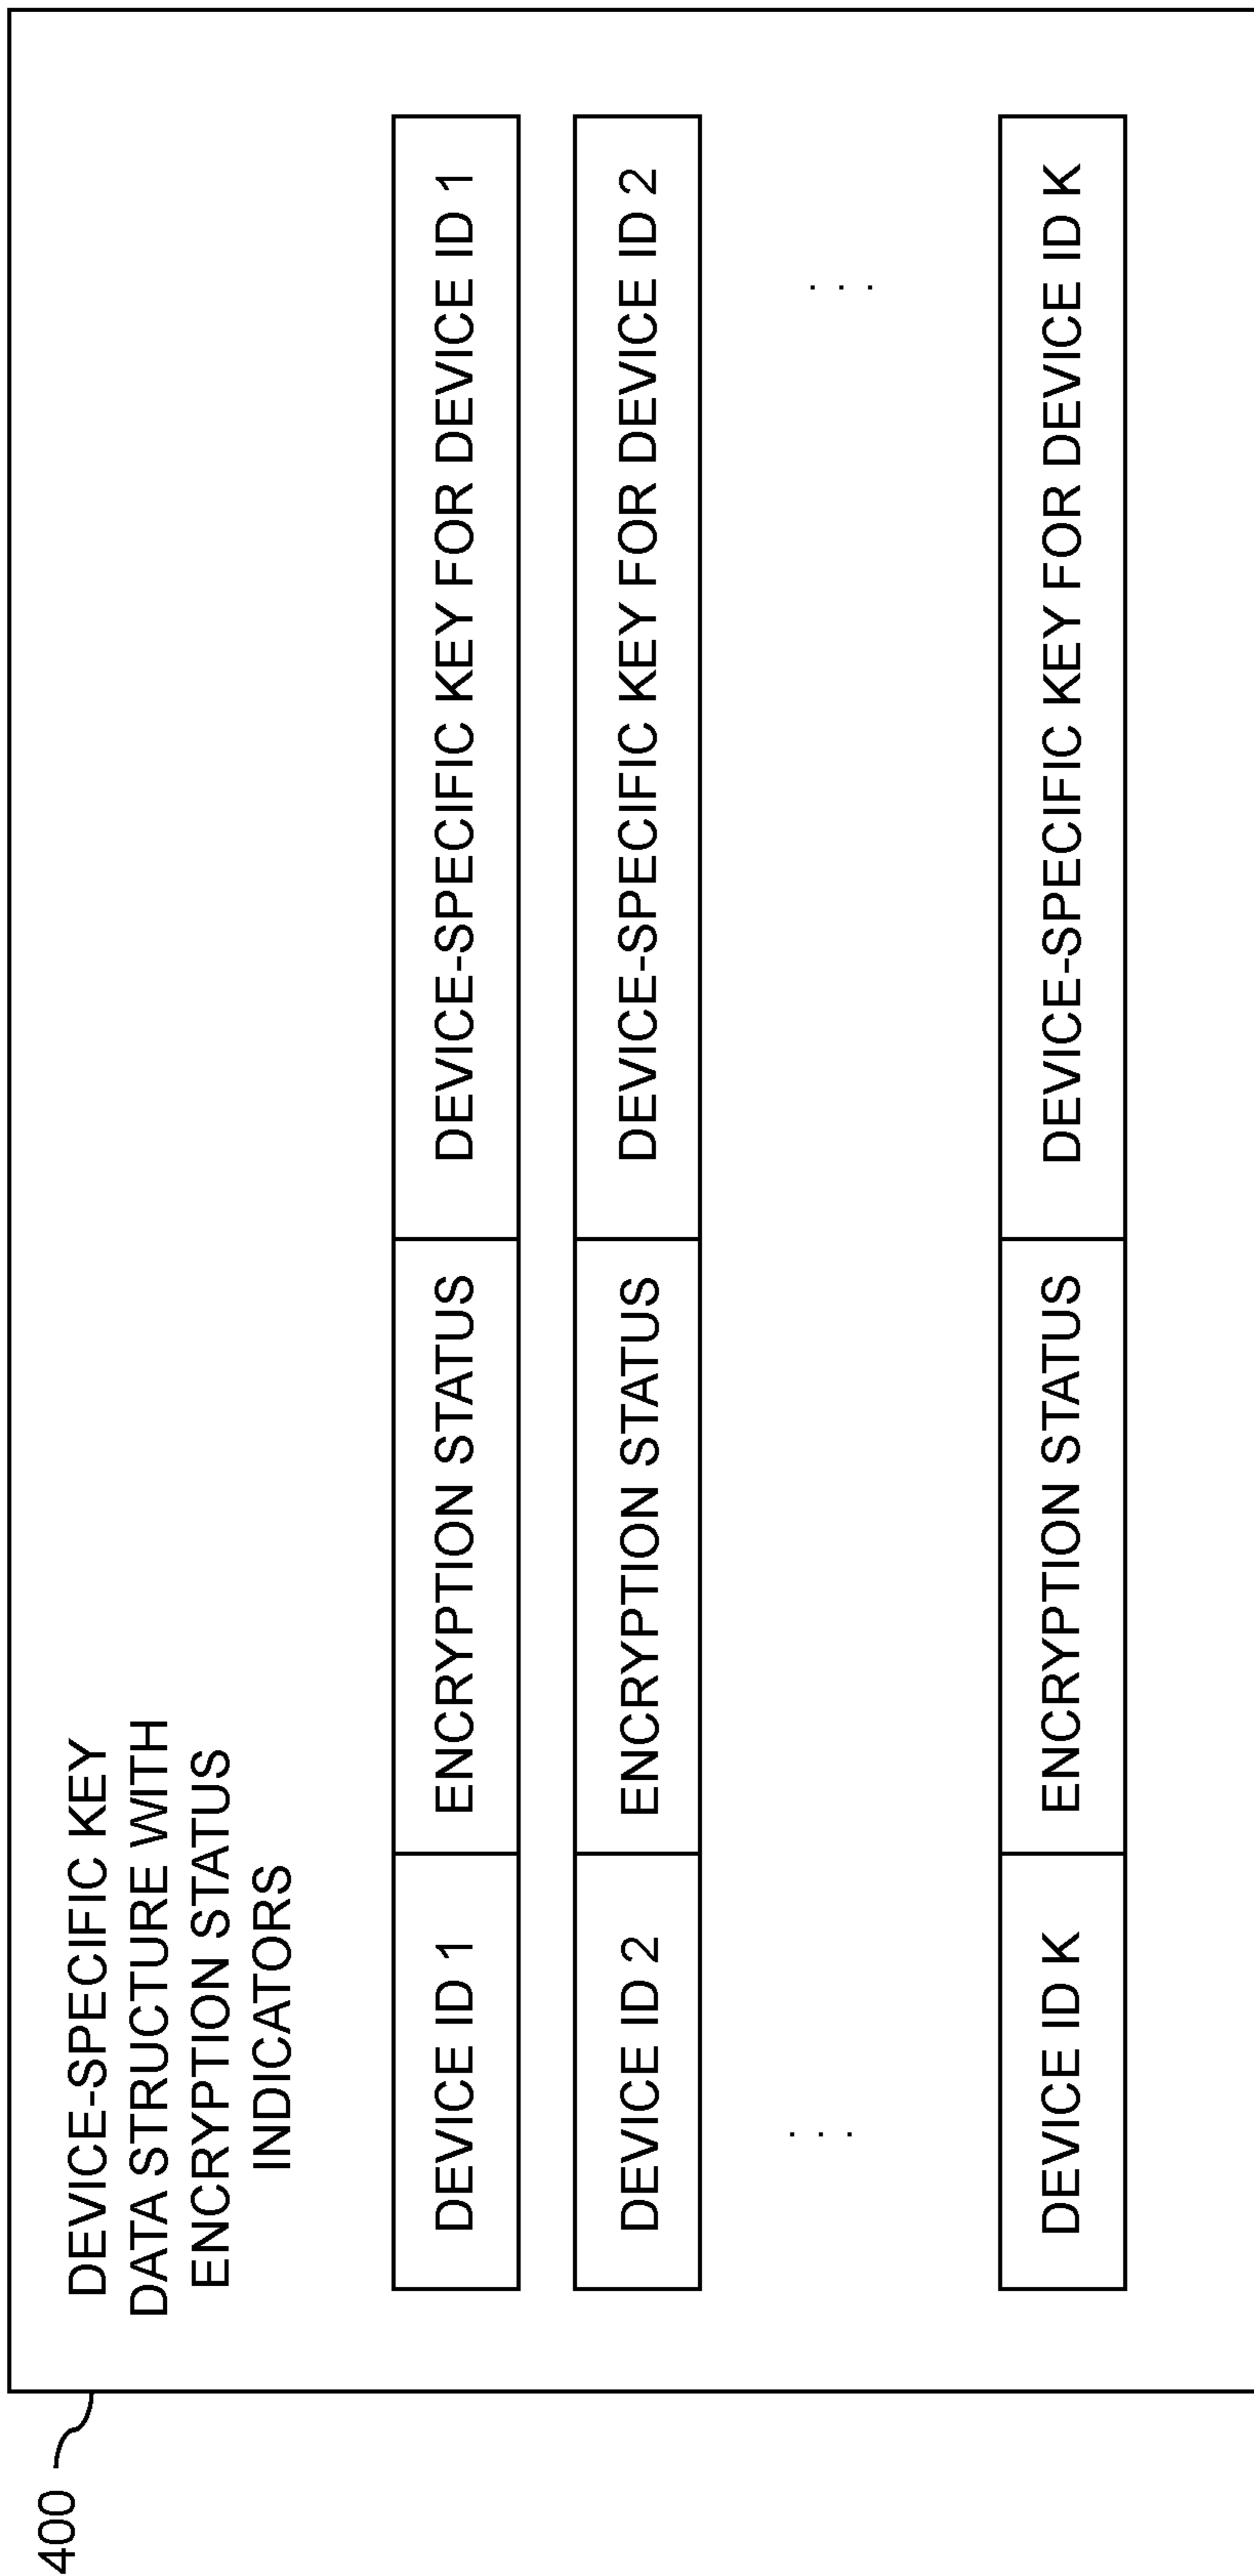 400
DEVICE-SPECIFIC KEY
DATA STRUCTURE WITH
ENCRYPTION STATUS
INDICATORS
DEVICE ID 1 ENCRYPTION STATUS DEVICE-SPECIFIC KEY FOR DEVICE ID 1
DEVICE ID 2 ENCRYPTION STATUS DEVICE-SPECIFIC KEY FOR DEVICE ID 2
. . . . . .
DEVICE ID K ENCRYPTION STATUS DEVICE-SPECIFIC KEY FOR DEVICE ID K